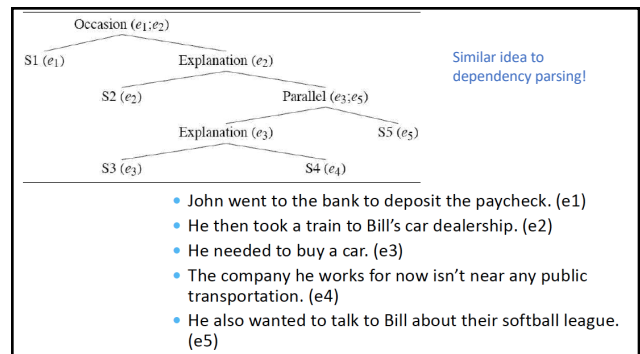 Occasion (e₁;e₂)
S1 (e₁) Explanation (e₂)
Similar idea to
dependency parsing!
S2 (e₂) Parallel (e₃;e₅)
Explanation (e₃) S5 (e₅)
S3 (e₃) S4 (e₄)
• John went to the bank to deposit the paycheck. (e1)
• He then took a train to Bill’s car dealership. (e2)
• He needed to buy a car. (e3)
• The company he works for now isn’t near any public
transportation. (e4)
• He also wanted to talk to Bill about their softball league.
(e5)